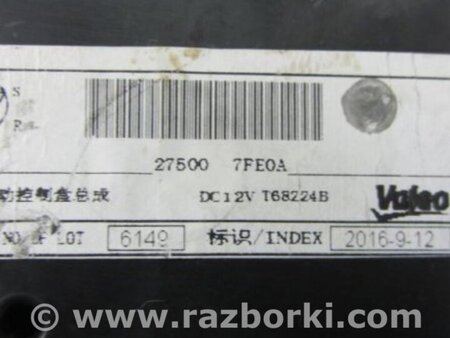 S
R
27500 7FE0A
动控制盒总成 DC12V T68224B Valeo
NO OF LOT 6149 标识/INDEX 2016-9-12
© www.razborki.com